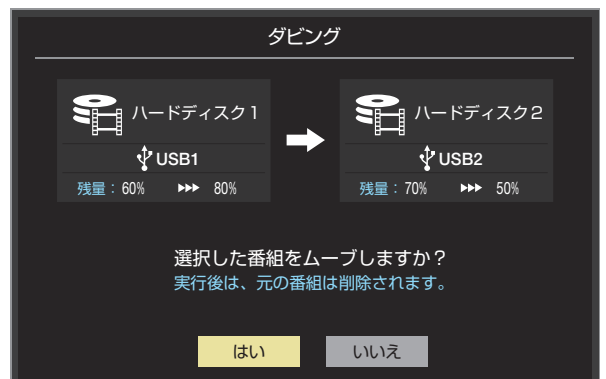 ダビング
ハードディスク1
USB1
残量：60% ▸▸▸ 80%
ハードディスク2
USB2
残量：70% ▸▸▸ 50%
選択した番組をムーブしますか？
実行後は、元の番組は削除されます。
はい
いいえ